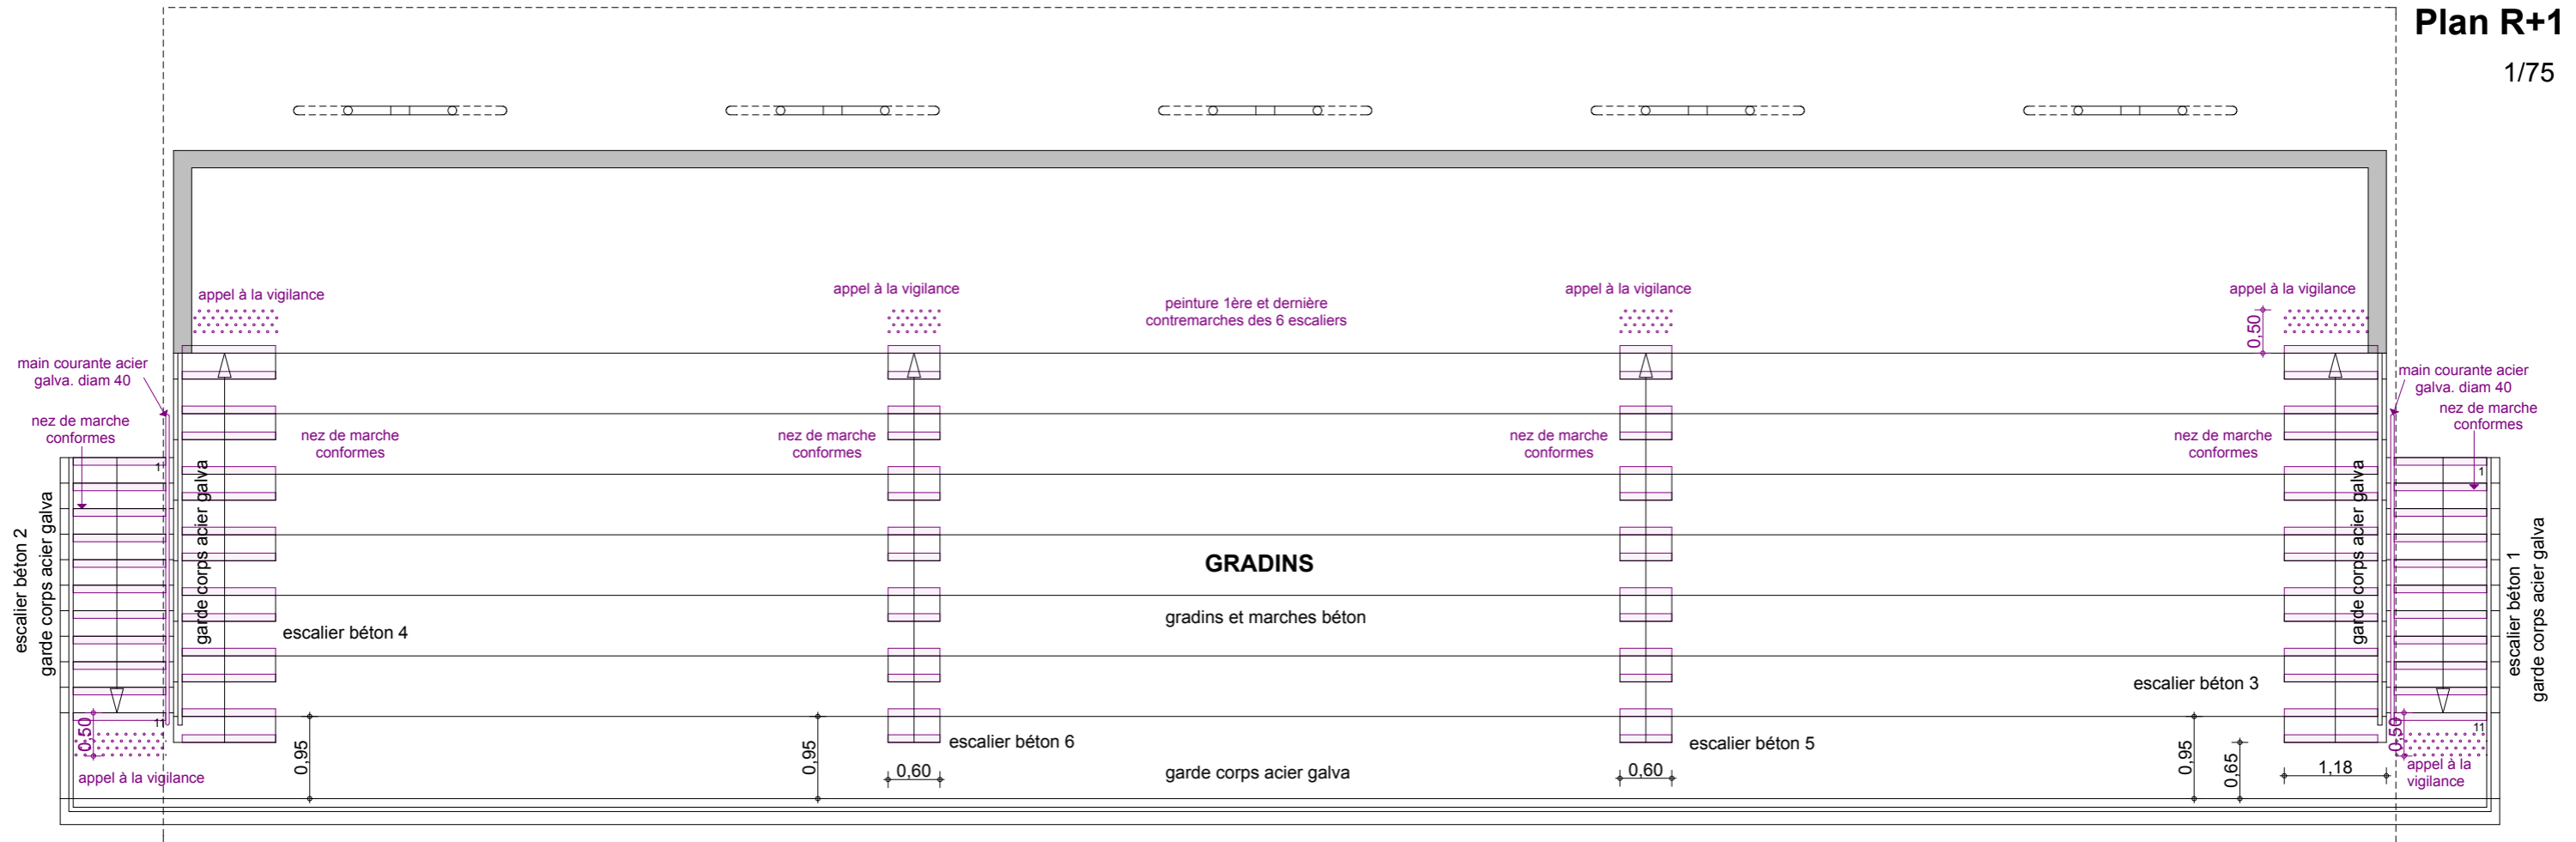 Plan R+1
1/75
appel à la vigilance
appel à la vigilance
peinture 1ère et dernière
contremarches des 6 escaliers
appel à la vigilance
appel à la vigilance
0,50
main courante acier
galva. diam 40
nez de marche
conformes
nez de marche
conformes
nez de marche
conformes
nez de marche
conformes
nez de marche
conformes
main courante acier
galva. diam 40
nez de marche
conformes
1
1
escalier béton 2
garde corps acier galva
garde corps acier galva
GRADINS
gradins et marches béton
garde corps acier galva
escalier béton 1
garde corps acier galva
escalier béton 4
escalier béton 3
11
11
0,50
0,50
appel à la vigilance
0,95
0,95
escalier béton 6
0,60
garde corps acier galva
escalier béton 5
0,60
0,95
0,65
1,18
appel à la
vigilance